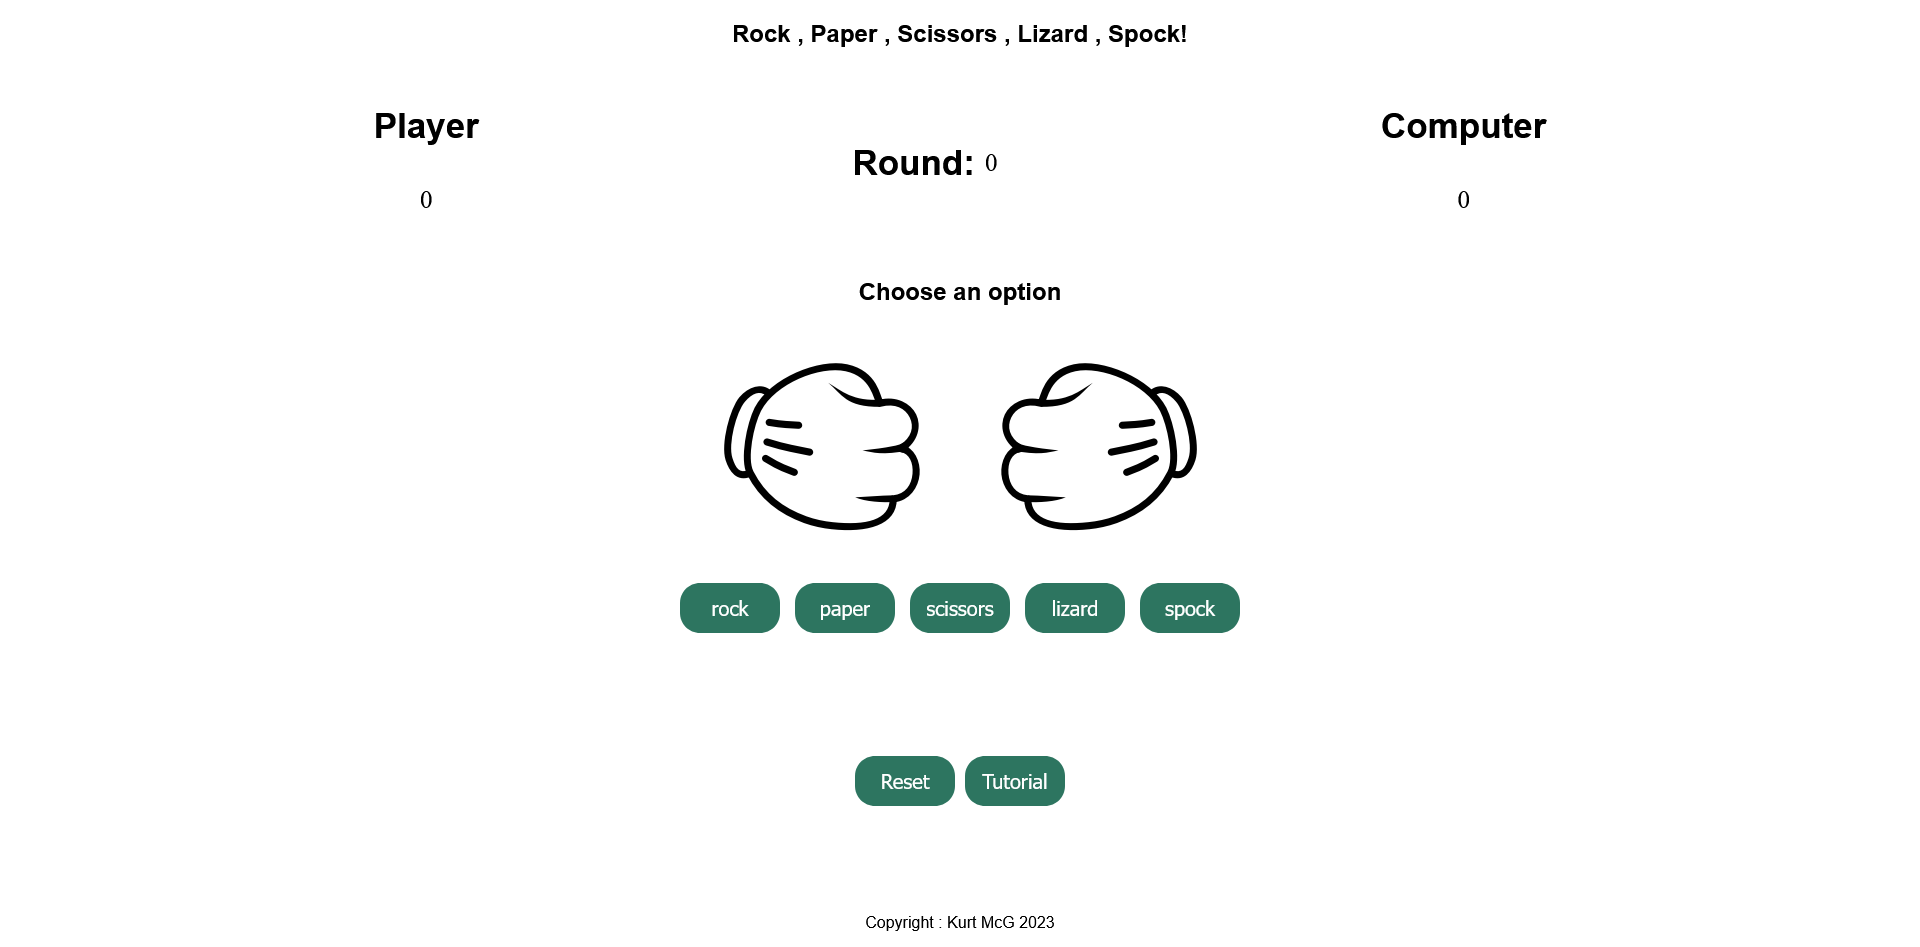 Rock , Paper , Scissors , Lizard , Spock!
Player
0
Round: 0
Computer
0
Choose an option
rock
paper
scissors
lizard
spock
Reset
Tutorial
Copyright : Kurt McG 2023